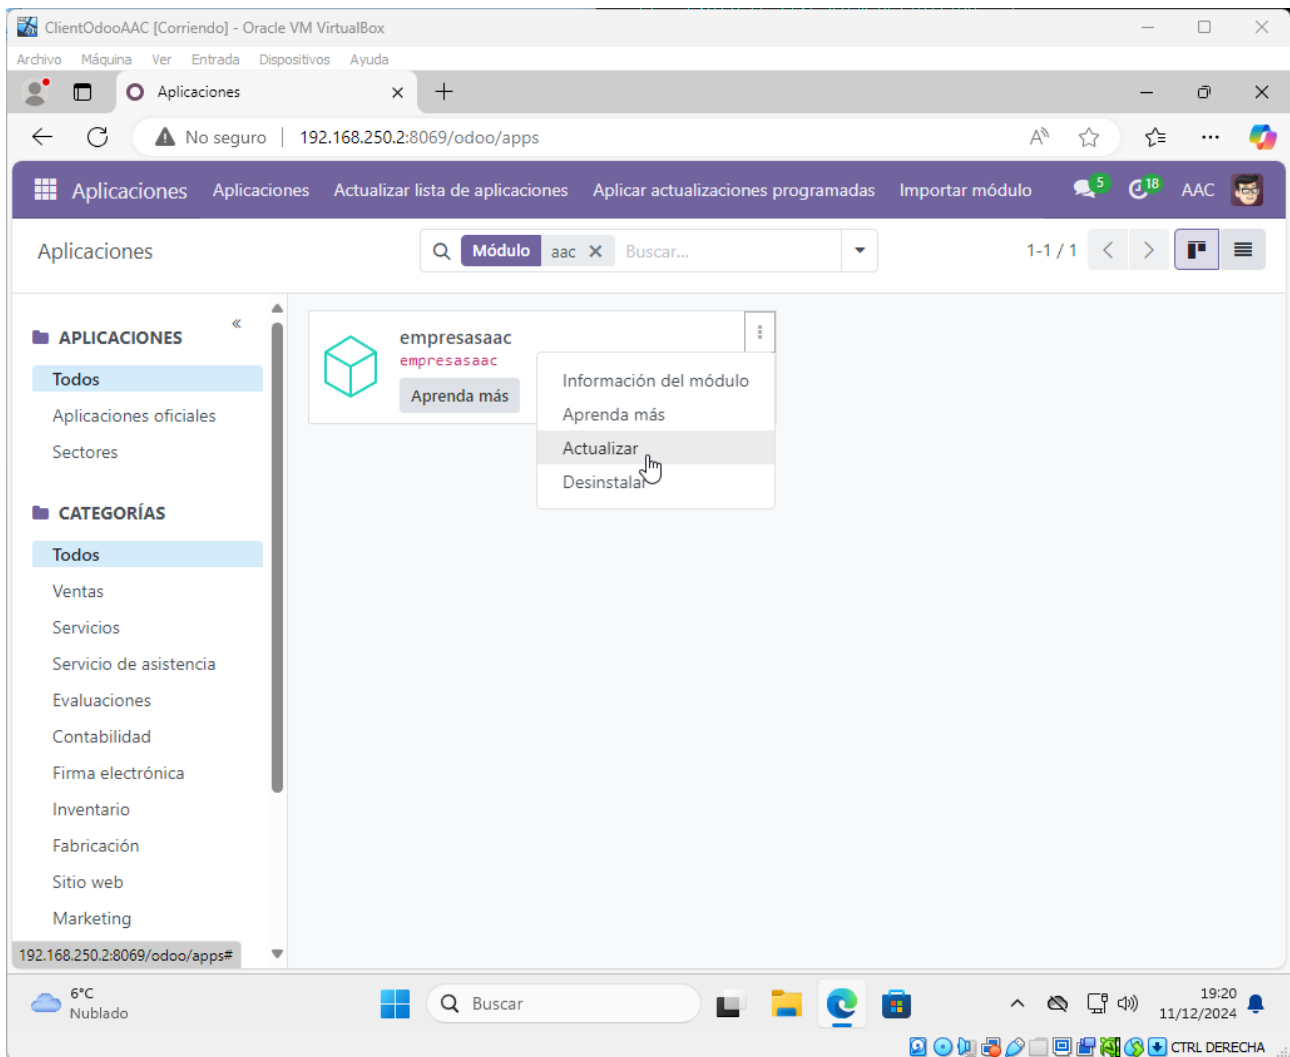 ClientOdooAAC [Corriendo] - Oracle VM VirtualBox
Archivo Máquina Ver Entrada Dispositivos Ayuda
Aplicaciones
No seguro | 192.168.250.2:8069/odoo/apps
Aplicaciones Aplicaciones Actualizar lista de aplicaciones Aplicar actualizaciones programadas Importar módulo 5 18 AAC
Aplicaciones Módulo aac Buscar... 1-1 / 1
APLICACIONES
Todos
Aplicaciones oficiales
Sectores
CATEGORÍAS
Todos
Ventas
Servicios
Servicio de asistencia
Evaluaciones
Contabilidad
Firma electrónica
Inventario
Fabricación
Sitio web
Marketing
empresasaac
empresasaac
Aprenda más
Información del módulo
Aprenda más
Actualizar
Desinstalar
192.168.250.2:8069/odoo/apps#
6°C
Nublado
Buscar
19:20
11/12/2024
CTRL DERECHA